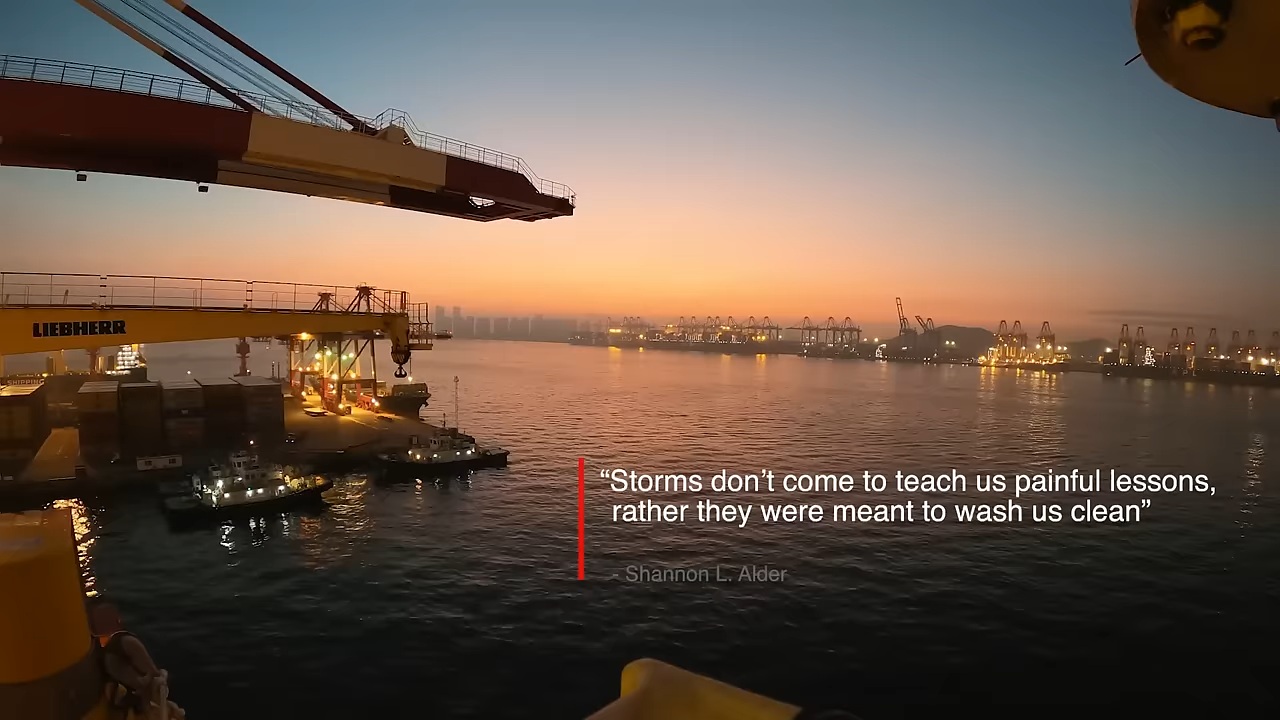 LIEBHERR
SHIPPING
“Storms don’t come to teach us painful lessons,
rather they were meant to wash us clean”
- Shannon L. Alder